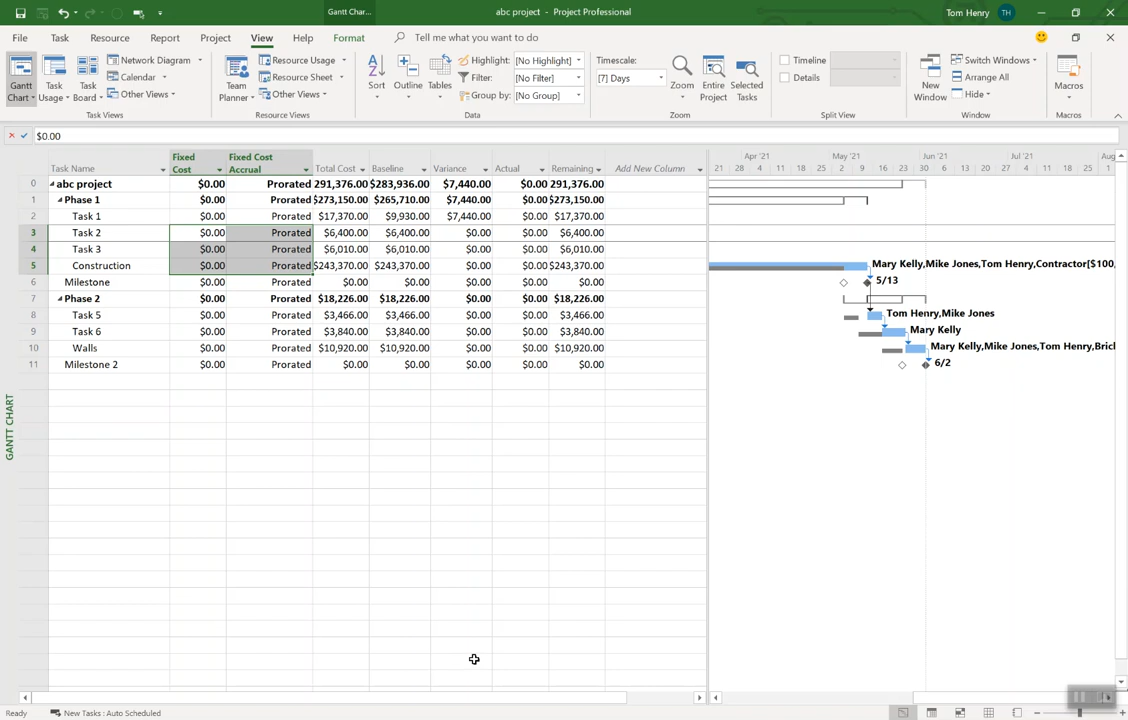 Gantt Char...
abc project - Project Professional
Tom Henry TH
File Task Resource Report Project View Help Format Tell me what you want to do
Gantt Chart
Task Usage
Task Board
Network Diagram
Calendar
Other Views
Task Views
Team Planner
Resource Usage
Resource Sheet
Other Views
Resource Views
Sort
Outline
Tables
Highlight: [No Highlight]
Filter: [No Filter]
Group by: [No Group]
Data
Timescale:
[7] Days
Zoom
Entire Project
Selected Tasks
Zoom
Timeline
Details
Split View
New Window
Switch Windows
Arrange All
Hide
Window
Macros
Macros
$0.00
Task Name Fixed Cost Fixed Cost Accrual Total Cost Baseline Variance Actual Remaining Add New Column
Apr '21 May '21 Jun '21 Jul '21 Aug
21 28 4 11 18 25 2 9 16 23 30 6 13 20 27 4 11 18 25 1
0 abc project $0.00 Prorated 291,376.00 $283,936.00 $7,440.00 $0.00 291,376.00
1 Phase 1 $0.00 Prorated $273,150.00 $265,710.00 $7,440.00 $0.00 $273,150.00
2 Task 1 $0.00 Prorated $17,370.00 $9,930.00 $7,440.00 $0.00 $17,370.00
3 Task 2 $0.00 Prorated $6,400.00 $6,400.00 $0.00 $0.00 $6,400.00
4 Task 3 $0.00 Prorated $6,010.00 $6,010.00 $0.00 $0.00 $6,010.00
5 Construction $0.00 Prorated $243,370.00 $243,370.00 $0.00 $0.00 $243,370.00 Mary Kelly,Mike Jones,Tom Henry,Contractor[$100,
6 Milestone $0.00 Prorated $0.00 $0.00 $0.00 $0.00 $0.00 5/13
7 Phase 2 $0.00 Prorated $18,226.00 $18,226.00 $0.00 $0.00 $18,226.00
8 Task 5 $0.00 Prorated $3,466.00 $3,466.00 $0.00 $0.00 $3,466.00 Tom Henry,Mike Jones
9 Task 6 $0.00 Prorated $3,840.00 $3,840.00 $0.00 $0.00 $3,840.00 Mary Kelly
10 Walls $0.00 Prorated $10,920.00 $10,920.00 $0.00 $0.00 $10,920.00 Mary Kelly,Mike Jones,Tom Henry,Brick
11 Milestone 2 $0.00 Prorated $0.00 $0.00 $0.00 $0.00 $0.00 6/2
GANTT CHART
Ready New Tasks : Auto Scheduled